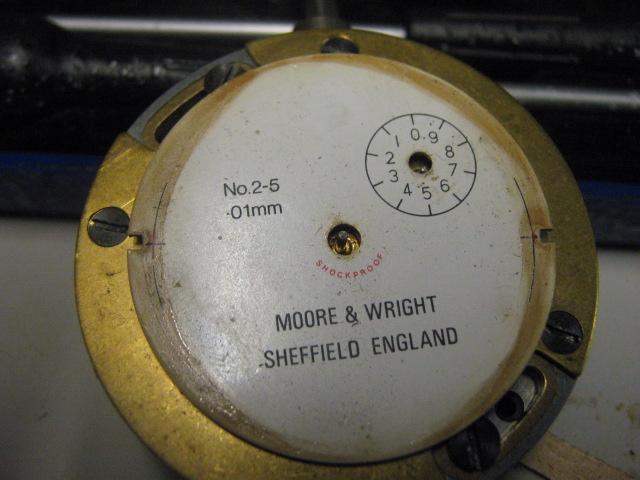 0
9
8
7
6
5
4
3
2
1
No.2-5
·01mm
SHOCKPROOF
MOORE & WRIGHT
SHEFFIELD ENGLAND